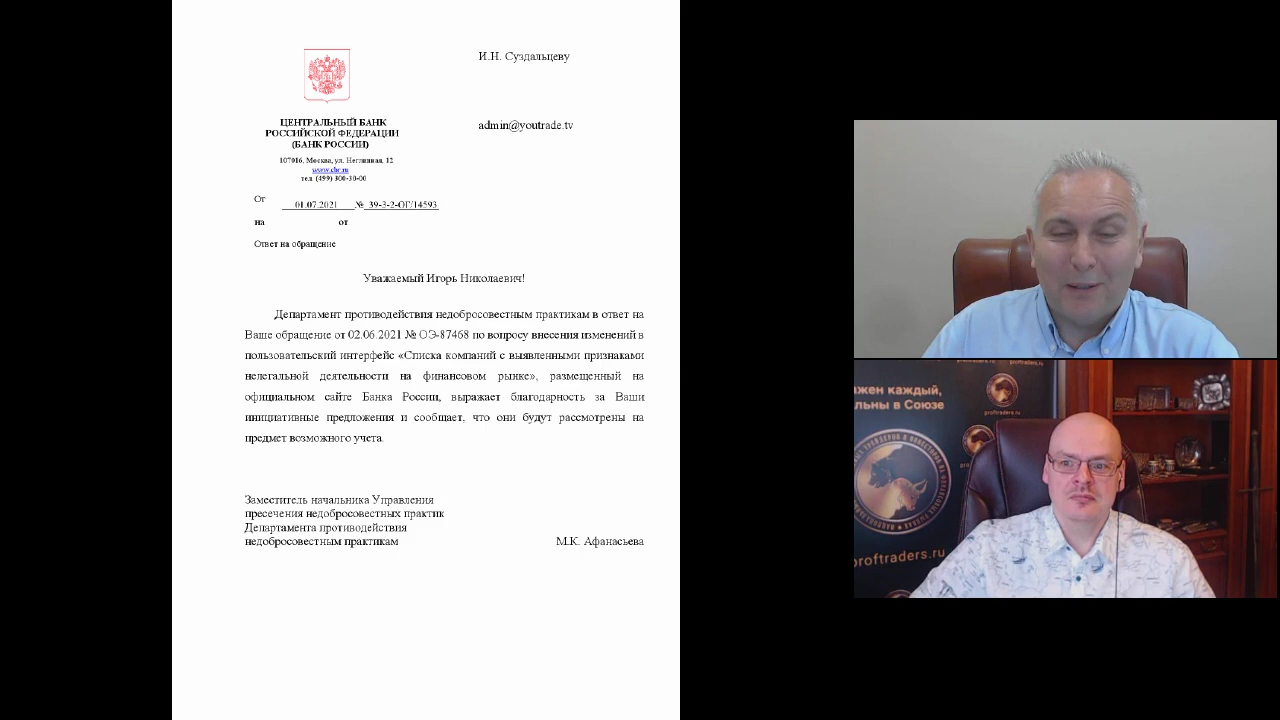 И.Н. Суздальцеву
admin@youtrade.tv
ЦЕНТРАЛЬНЫЙ БАНК
РОССИЙСКОЙ ФЕДЕРАЦИИ
(БАНК РОССИИ)
107016, Москва, ул. Неглинная, 12
www.cbr.ru
тел. (499) 300-30-00
От 01.07.2021 № 39-3-2-ОГ/14593
на от
Ответ на обращение
Уважаемый Игорь Николаевич!
Департамент противодействия недобросовестным практикам в ответ на
Ваше обращение от 02.06.2021 № ОЭ-87468 по вопросу внесения изменений в
пользовательский интерфейс «Списка компаний с выявленными признаками
нелегальной деятельности на финансовом рынке», размещенный на
официальном сайте Банка России, выражает благодарность за Ваши
инициативные предложения и сообщает, что они будут рассмотрены на
предмет возможного учета.
Заместитель начальника Управления
пресечения недобросовестных практик
Департамента противодействия
недобросовестным практикам М.К. Афанасьева
ажен каждый,
льны в Союзе
proftraders.ru
proftraders.ru